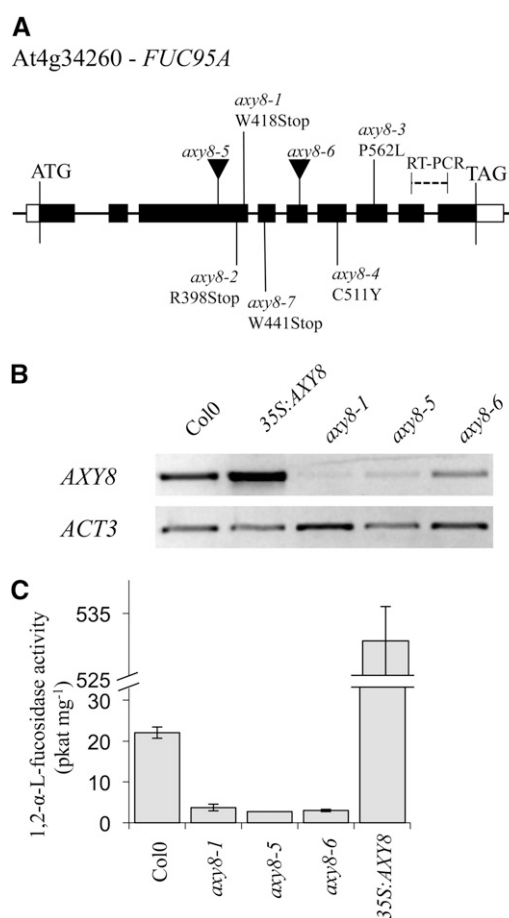 A
At4g34260 - FUC95A
axy8-1
W418Stop
axy8-3
P562L
axy8-5
axy8-6
RT-PCR
ATG
TAG
axy8-2
R398Stop
axy8-7
W441Stop
axy8-4
C511Y
B
Col0
35S:AXY8
axy8-1
axy8-5
axy8-6
AXY8
ACT3
C
1,2-α-L-fucosidase activity
(pkat mg-1)
535
525
30
20
10
0
Col0
axy8-1
axy8-5
axy8-6
35S:AXY8